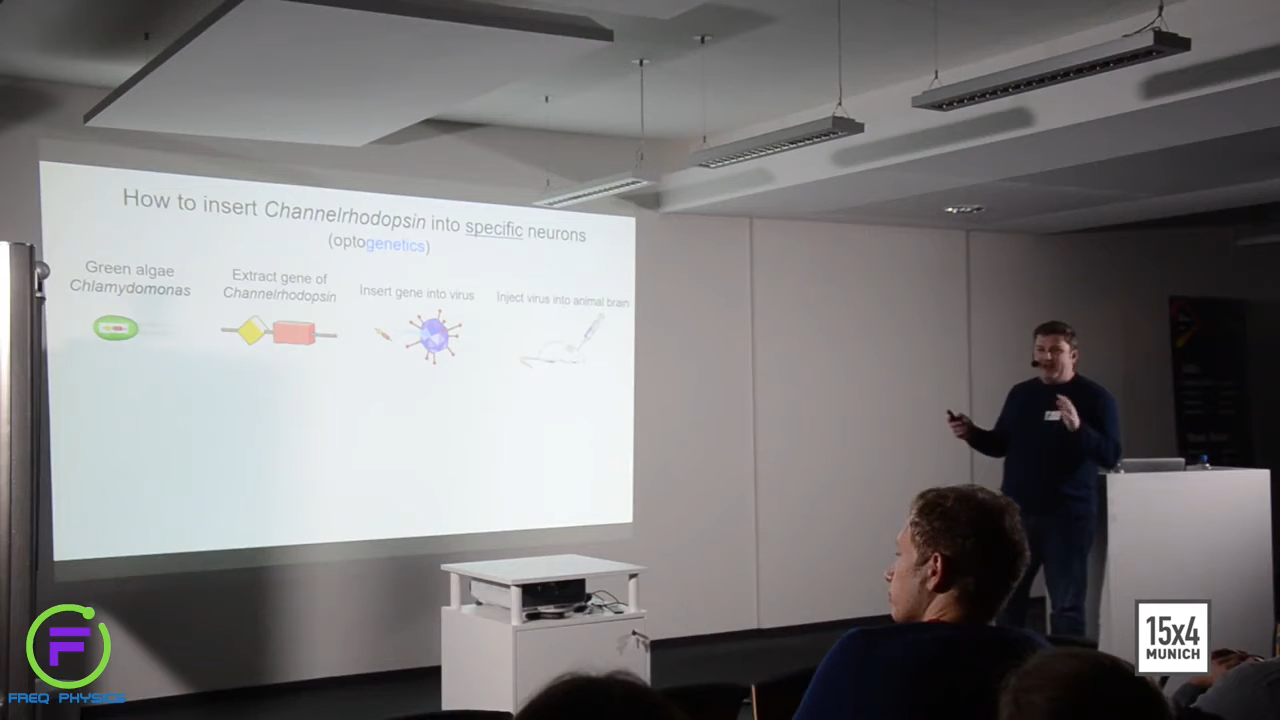 How to insert Channelrhodopsin into specific neurons
(optogenetics)
Green algae
Chlamydomonas
Extract gene of
Channelrhodopsin
Insert gene into virus
Inject virus into animal brain
FREQ PHYSICS
15x4
MUNICH